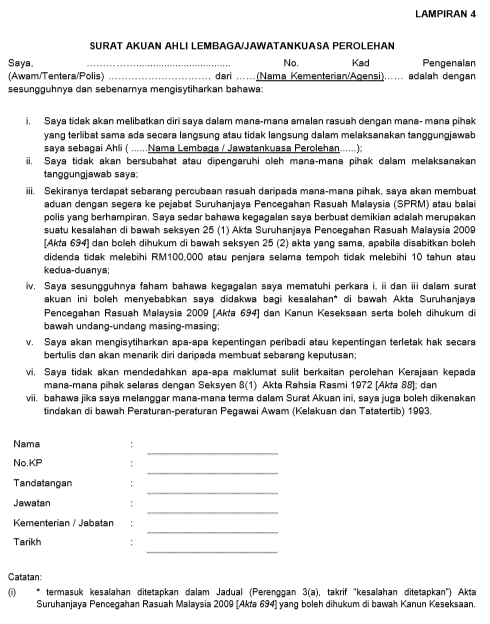 LAMPIRAN 4
SURAT AKUAN AHLI LEMBAGA/JAWATANKUASA PEROLEHAN
Saya, ................................................ No. Kad Pengenalan
(Awam/Tentera/Polis) ................................ dari ......(Nama Kementerian/Agensi)...... adalah dengan
sesungguhnya dan sebenarnya mengisytiharkan bahawa:
i. Saya tidak akan melibatkan diri saya dalam mana-mana amalan rasuah dengan mana- mana pihak
yang terlibat sama ada secara langsung atau tidak langsung dalam melaksanakan tanggungjawab
saya sebagai Ahli ( ......Nama Lembaga / Jawatankuasa Perolehan......);
ii. Saya tidak akan bersubahat atau dipengaruhi oleh mana-mana pihak dalam melaksanakan
tanggungjawab saya;
iii. Sekiranya terdapat sebarang percubaan rasuah daripada mana-mana pihak, saya akan membuat
aduan dengan segera ke pejabat Suruhanjaya Pencegahan Rasuah Malaysia (SPRM) atau balai
polis yang berhampiran. Saya sedar bahawa kegagalan saya berbuat demikian adalah merupakan
suatu kesalahan di bawah seksyen 25 (1) Akta Suruhanjaya Pencegahan Rasuah Malaysia 2009
[Akta 694] dan boleh dihukum di bawah seksyen 25 (2) akta yang sama, apabila disabitkan boleh
didenda tidak melebihi RM100,000 atau penjara selama tempoh tidak melebihi 10 tahun atau
kedua-duanya;
iv. Saya sesungguhnya faham bahawa kegagalan saya mematuhi perkara i, ii dan iii dalam surat
akuan ini boleh menyebabkan saya didakwa bagi kesalahan* di bawah Akta Suruhanjaya
Pencegahan Rasuah Malaysia 2009 [Akta 694] dan Kanun Keseksaan serta boleh dihukum di
bawah undang-undang masing-masing;
v. Saya akan mengisytiharkan apa-apa kepentingan peribadi atau kepentingan terletak hak secara
bertulis dan akan menarik diri daripada membuat sebarang keputusan;
vi. Saya tidak akan mendedahkan apa-apa maklumat sulit berkaitan perolehan Kerajaan kepada
mana-mana pihak selaras dengan Seksyen 8(1) Akta Rahsia Rasmi 1972 [Akta 88]; dan
vii. bahawa jika saya melanggar mana-mana terma dalam Surat Akuan ini, saya juga boleh dikenakan
tindakan di bawah Peraturan-peraturan Pegawai Awam (Kelakuan dan Tatatertib) 1993.
Nama :
No.KP :
Tandatangan :
Jawatan :
Kementerian / Jabatan :
Tarikh :
Catatan:
(i) * termasuk kesalahan ditetapkan dalam Jadual (Perenggan 3(a), takrif "kesalahan ditetapkan") Akta
Suruhanjaya Pencegahan Rasuah Malaysia 2009 [Akta 694] yang boleh dihukum di bawah Kanun Keseksaan.